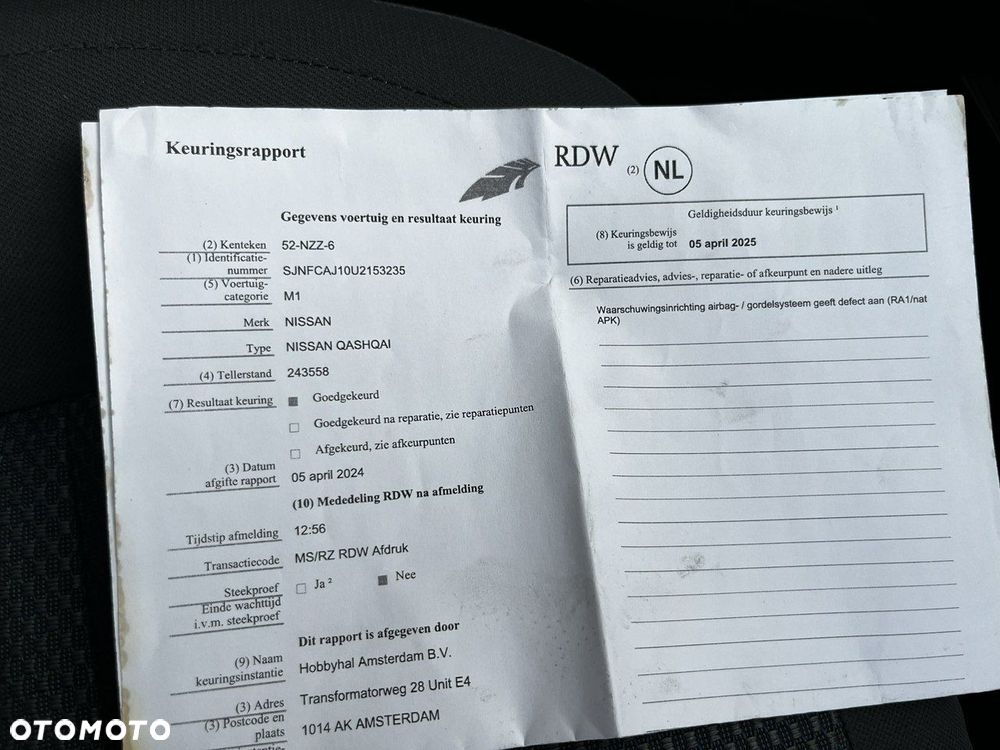 Keuringsrapport
RDW (2) NL
Gegevens voertuig en resultaat keuring
(2) Kenteken 52-NZZ-6
(1) Identificatie-
nummer SJNFCAJ10U2153235
(5) Voertuig-
categorie M1
Merk NISSAN
Type NISSAN QASHQAI
(4) Tellerstand 243558
(7) Resultaat keuring Goedgekeurd
Goedgekeurd na reparatie, zie reparatiepunten
Afgekeurd, zie afkeurpunten
(3) Datum
afgifte rapport 05 april 2024
(10) Mededeling RDW na afmelding
Tijdstip afmelding 12:56
Transactiecode MS/RZ RDW Afdruk
Steekproef Ja ² Nee
Einde wachttijd
i.v.m. steekproef
Dit rapport is afgegeven door
(9) Naam
keuringsinstantie Hobbyhal Amsterdam B.V.
(3) Adres Transformatorweg 28 Unit E4
(3) Postcode en
plaats 1014 AK AMSTERDAM
Geldigheidsduur keuringsbewijs ¹
(8) Keuringsbewijs
is geldig tot 05 april 2025
(6) Reparatieadvies, advies-, reparatie- of afkeurpunt en nadere uitleg
Waarschuwingsinrichting airbag- / gordelsysteem geeft defect aan (RA1/nat
APK)
OTOMOTO